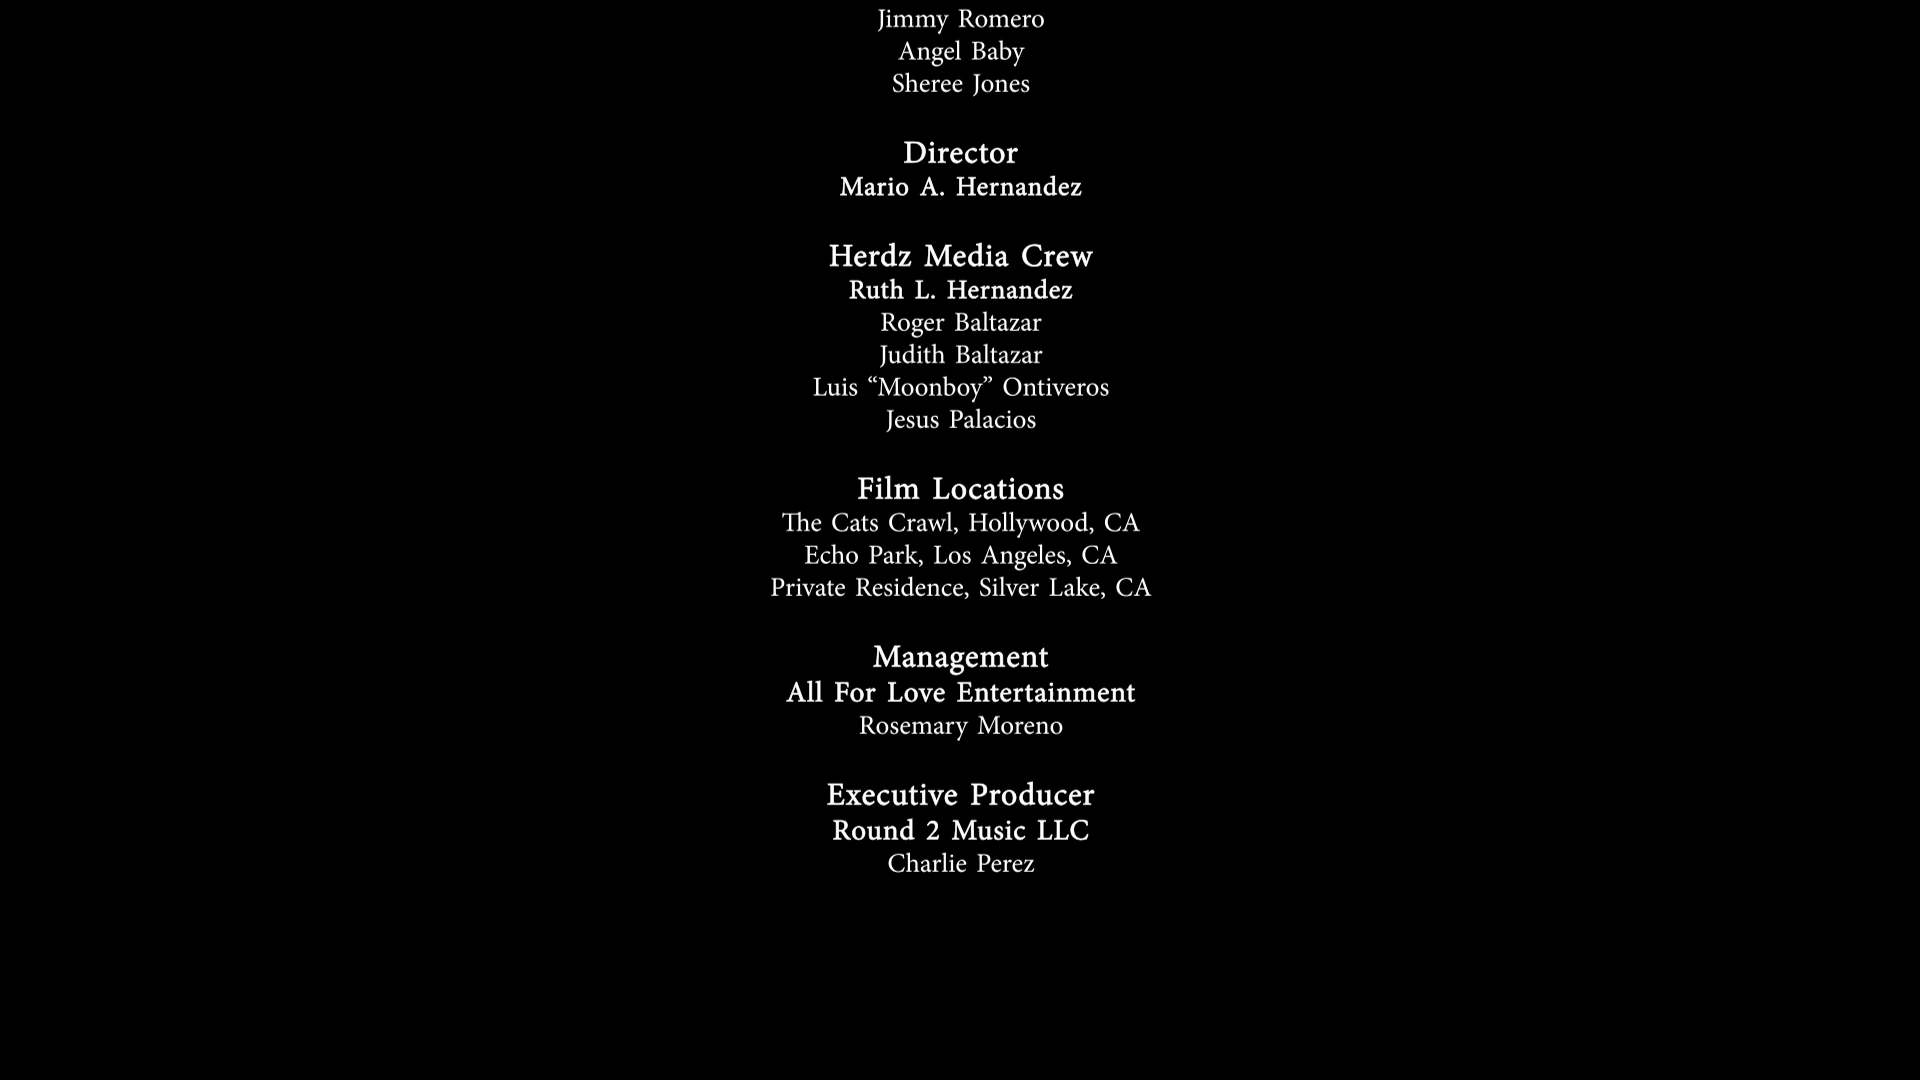 Jimmy Romero
Angel Baby
Sheree Jones
Director
Mario A. Hernandez
Herdz Media Crew
Ruth L. Hernandez
Roger Baltazar
Judith Baltazar
Luis “Moonboy” Ontiveros
Jesus Palacios
Film Locations
The Cats Crawl, Hollywood, CA
Echo Park, Los Angeles, CA
Private Residence, Silver Lake, CA
Management
All For Love Entertainment
Rosemary Moreno
Executive Producer
Round 2 Music LLC
Charlie Perez